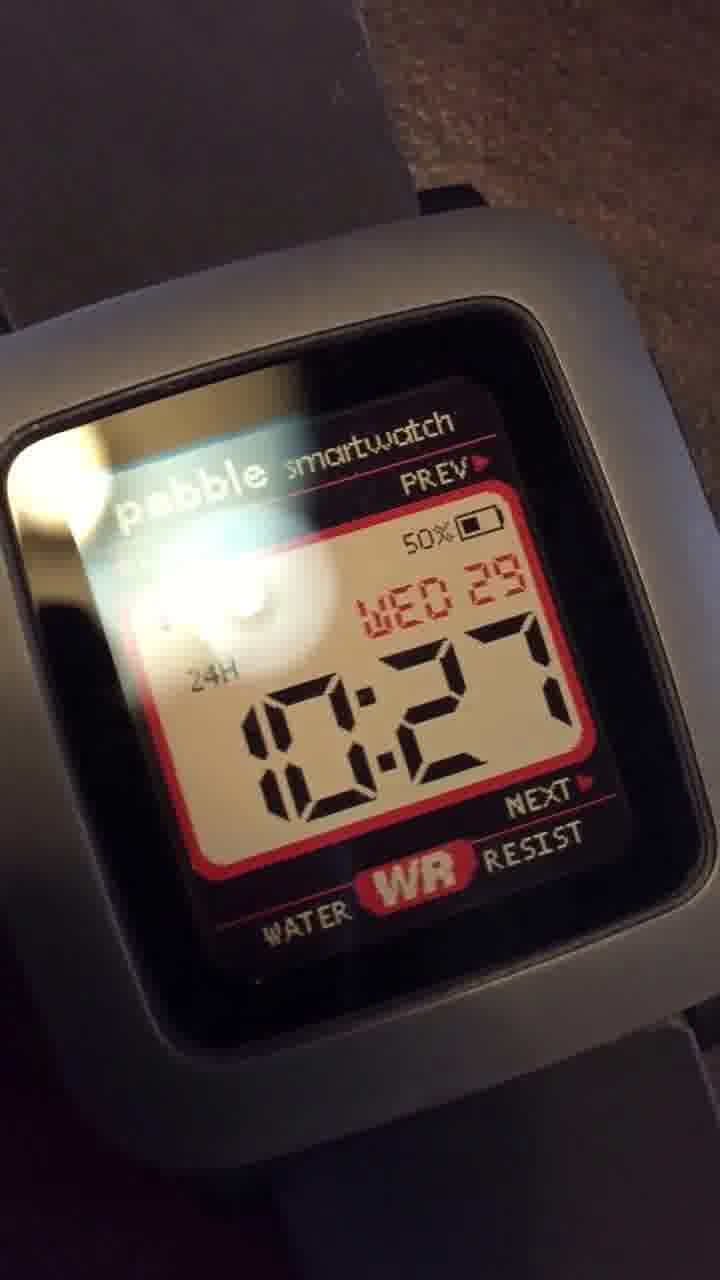 pebble smartwatch
PREV
50%
WED 29
24H
10:27
NEXT
WATER WR RESIST